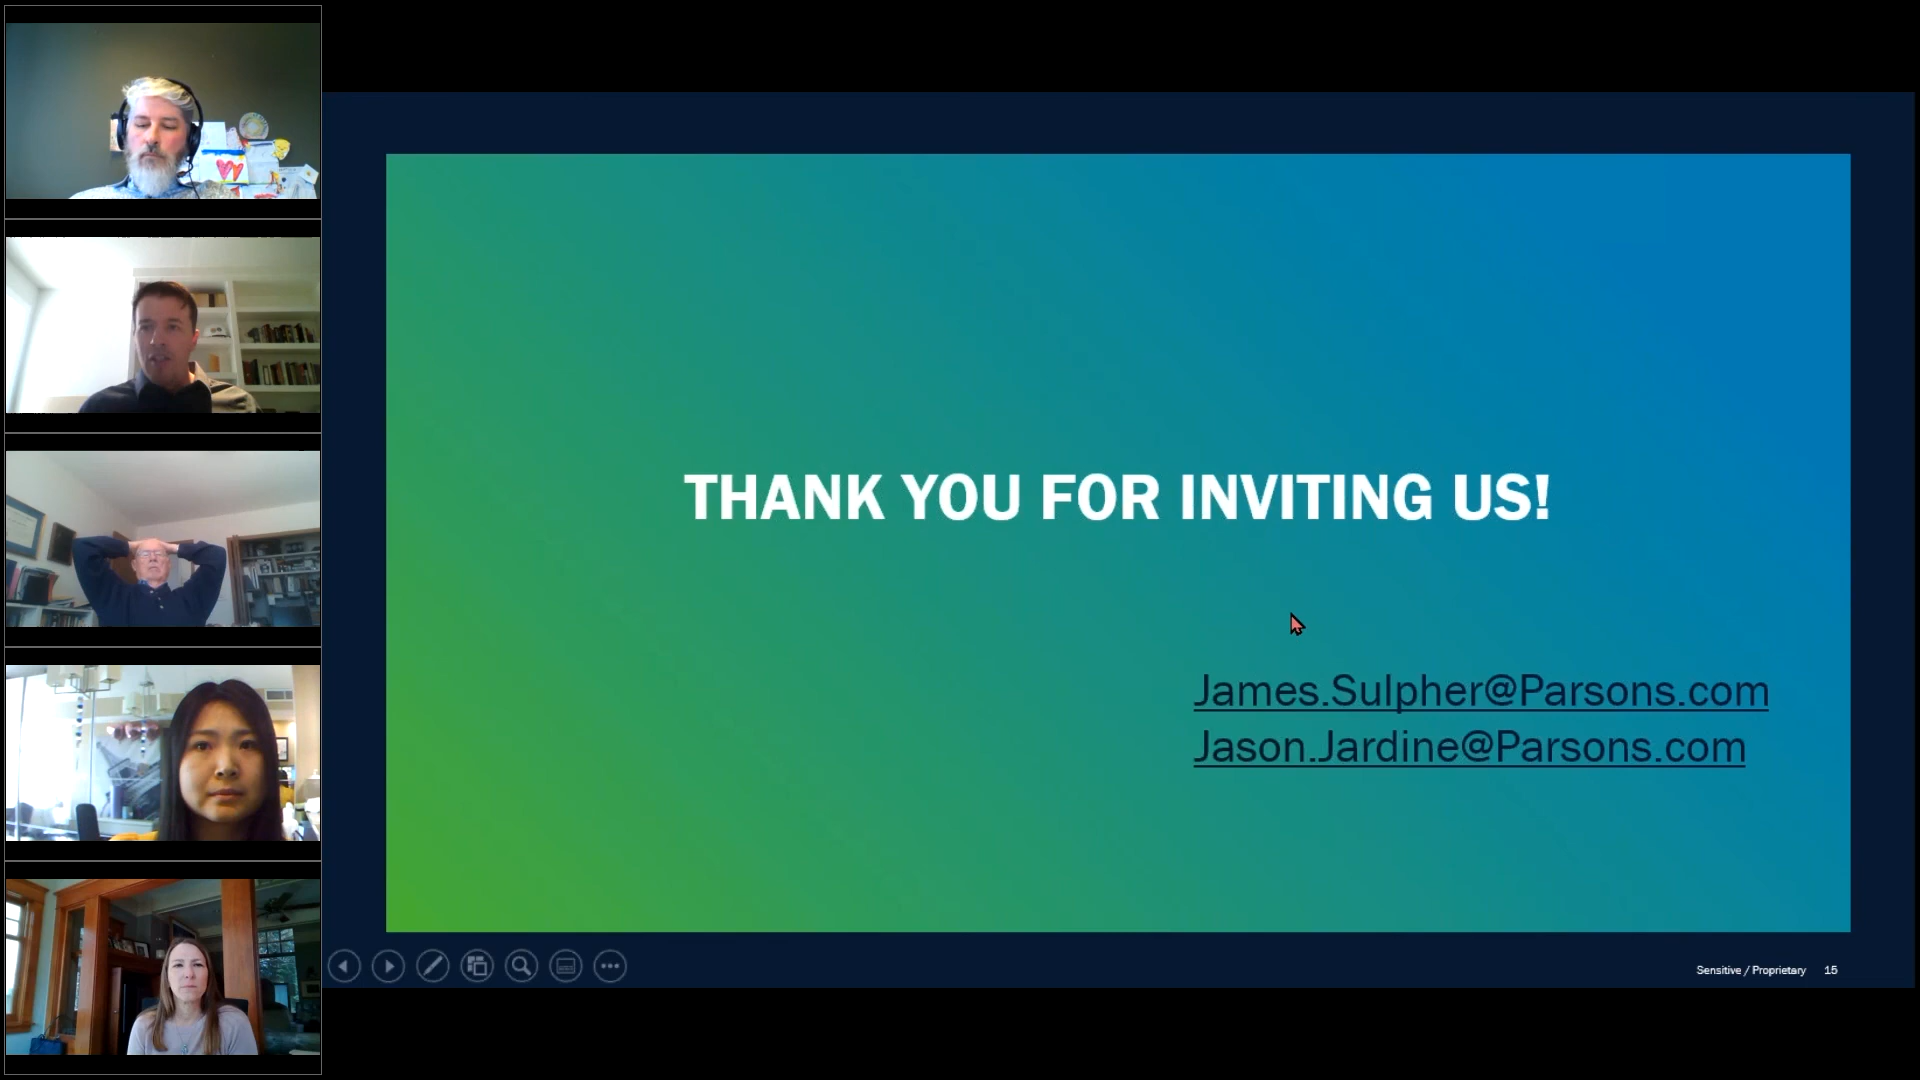 THANK YOU FOR INVITING US!
James.Sulpher@Parsons.com
Jason.Jardine@Parsons.com
Sensitive / Proprietary 15